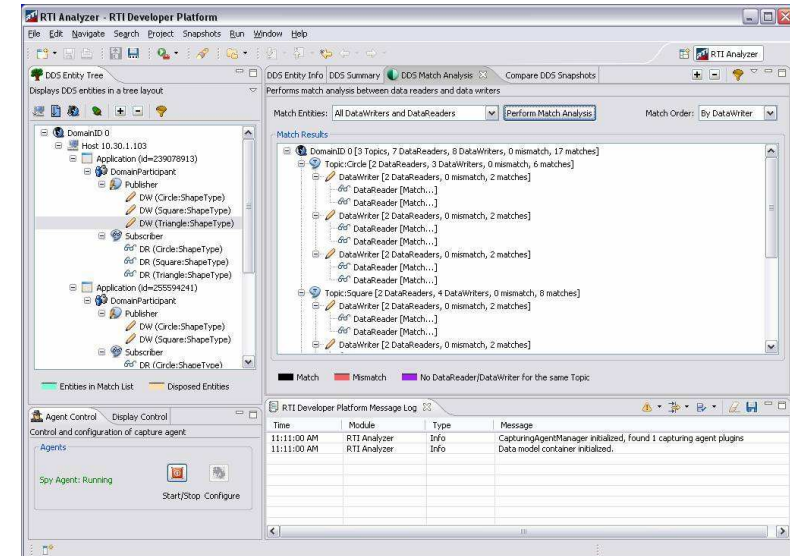 RTI Analyzer - RTI Developer Platform
File Edit Navigate Search Project Snapshots Run Window Help
RTI Analyzer
DDS Entity Tree
Displays DDS entities in a tree layout
DomainID 0
Host 10.30.1.103
Application (id=239078913)
DomainParticipant
Publisher
DW (Circle:ShapeType)
DW (Square:ShapeType)
DW (Triangle:ShapeType)
Subscriber
DR (Circle:ShapeType)
DR (Square:ShapeType)
DR (Triangle:ShapeType)
Application (id=255594241)
DomainParticipant
Publisher
DW (Circle:ShapeType)
DW (Square:ShapeType)
Subscriber
DR (Circle:ShapeType)
Entities in Match List Disposed Entities
DDS Entity Info DDS Summary DDS Match Analysis Compare DDS Snapshots
Performs match analysis between data readers and data writers
Match Entities: All DataWriters and DataReaders Perform Match Analysis Match Order: By DataWriter
Match Results
DomainID 0 [3 Topics, 7 DataReaders, 8 DataWriters, 0 mismatch, 17 matches]
Topic:Circle [2 DataReaders, 3 DataWriters, 0 mismatch, 6 matches]
DataWriter [2 DataReaders, 0 mismatch, 2 matches]
DataReader [Match...]
DataReader [Match...]
DataWriter [2 DataReaders, 0 mismatch, 2 matches]
DataReader [Match...]
DataReader [Match...]
DataWriter [2 DataReaders, 0 mismatch, 2 matches]
DataReader [Match...]
DataReader [Match...]
Topic:Square [2 DataReaders, 4 DataWriters, 0 mismatch, 8 matches]
DataWriter [2 DataReaders, 0 mismatch, 2 matches]
DataReader [Match...]
DataReader [Match...]
DataWriter [2 DataReaders, 0 mismatch, 2 matches]
Match Mismatch No DataReader/DataWriter for the same Topic
Agent Control Display Control
Control and configuration of capture agent
Agents
Spy Agent: Running
Start/Stop Configure
RTI Developer Platform Message Log
Time Module Type Message
11:11:00 AM RTI Analyzer Info CapturingAgentManager initialized, found 1 capturing agent plugins
11:11:00 AM RTI Analyzer Info Data model container initialized.